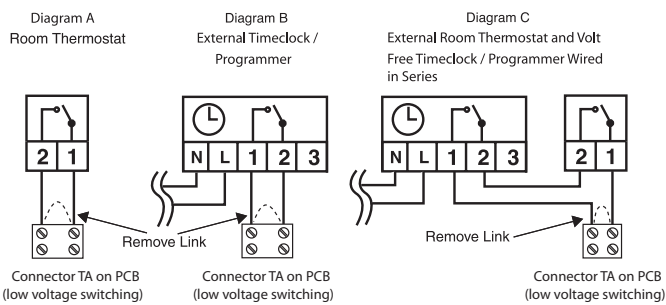 Diagram A
Room Thermostat
2 1
Connector TA on PCB
(low voltage switching)
Diagram B
External Timeclock /
Programmer
N L 1 2 3
Remove Link
Connector TA on PCB
(low voltage switching)
Diagram C
External Room Thermostat and Volt
Free Timeclock / Programmer Wired
in Series
N L 1 2 3
2 1
Remove Link
Connector TA on PCB
(low voltage switching)